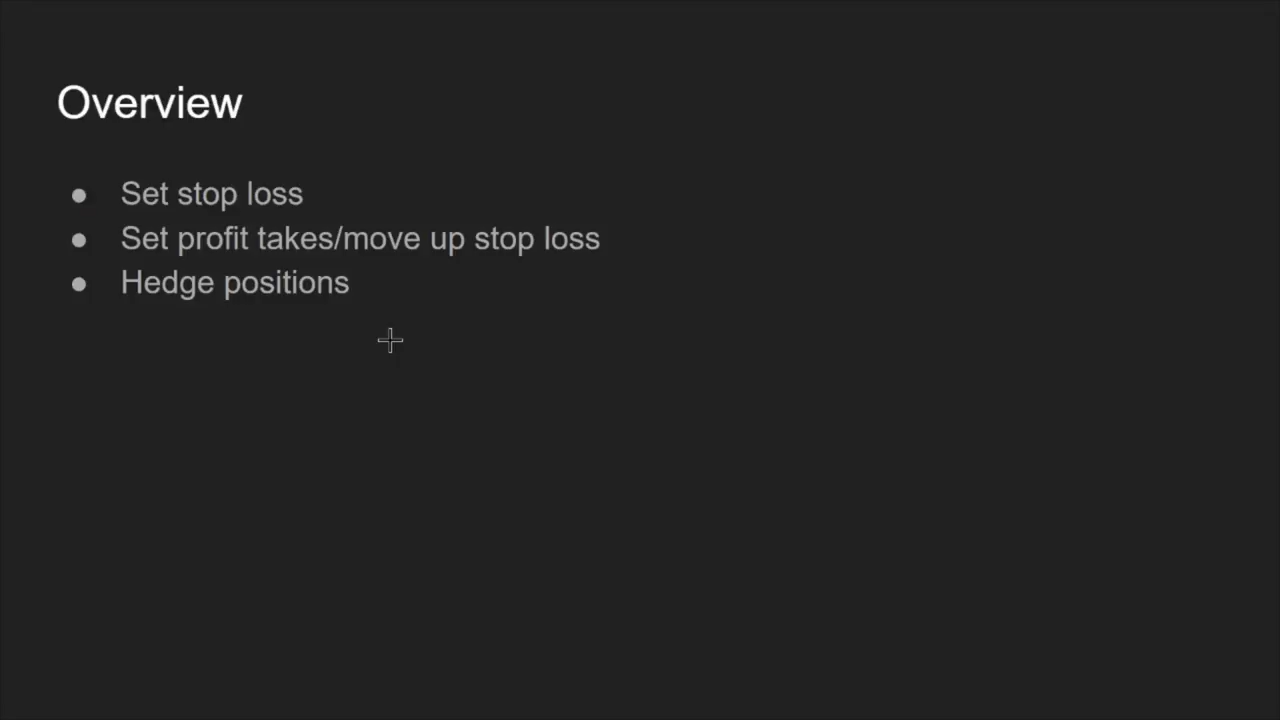 Overview
● Set stop loss
● Set profit takes/move up stop loss
● Hedge positions